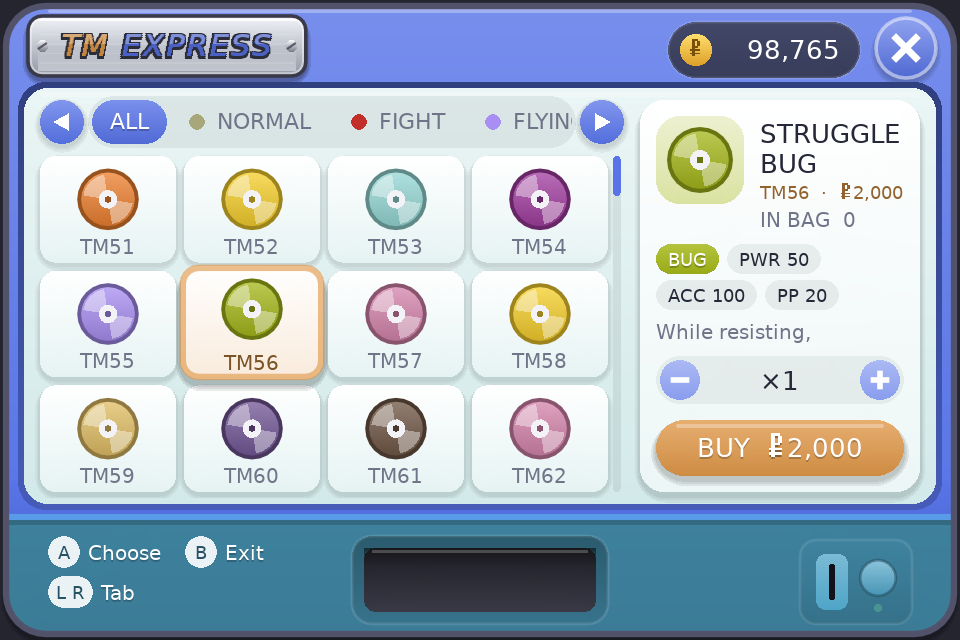 TM EXPRESS
₽ 98,765
ALL NORMAL FIGHT FLYIN
TM51 TM52 TM53 TM54
TM55 TM56 TM57 TM58
TM59 TM60 TM61 TM62
STRUGGLE
BUG
TM56 · ₽2,000
IN BAG 0
BUG PWR 50
ACC 100 PP 20
While resisting,
×1
BUY ₽2,000
A Choose B Exit
L R Tab